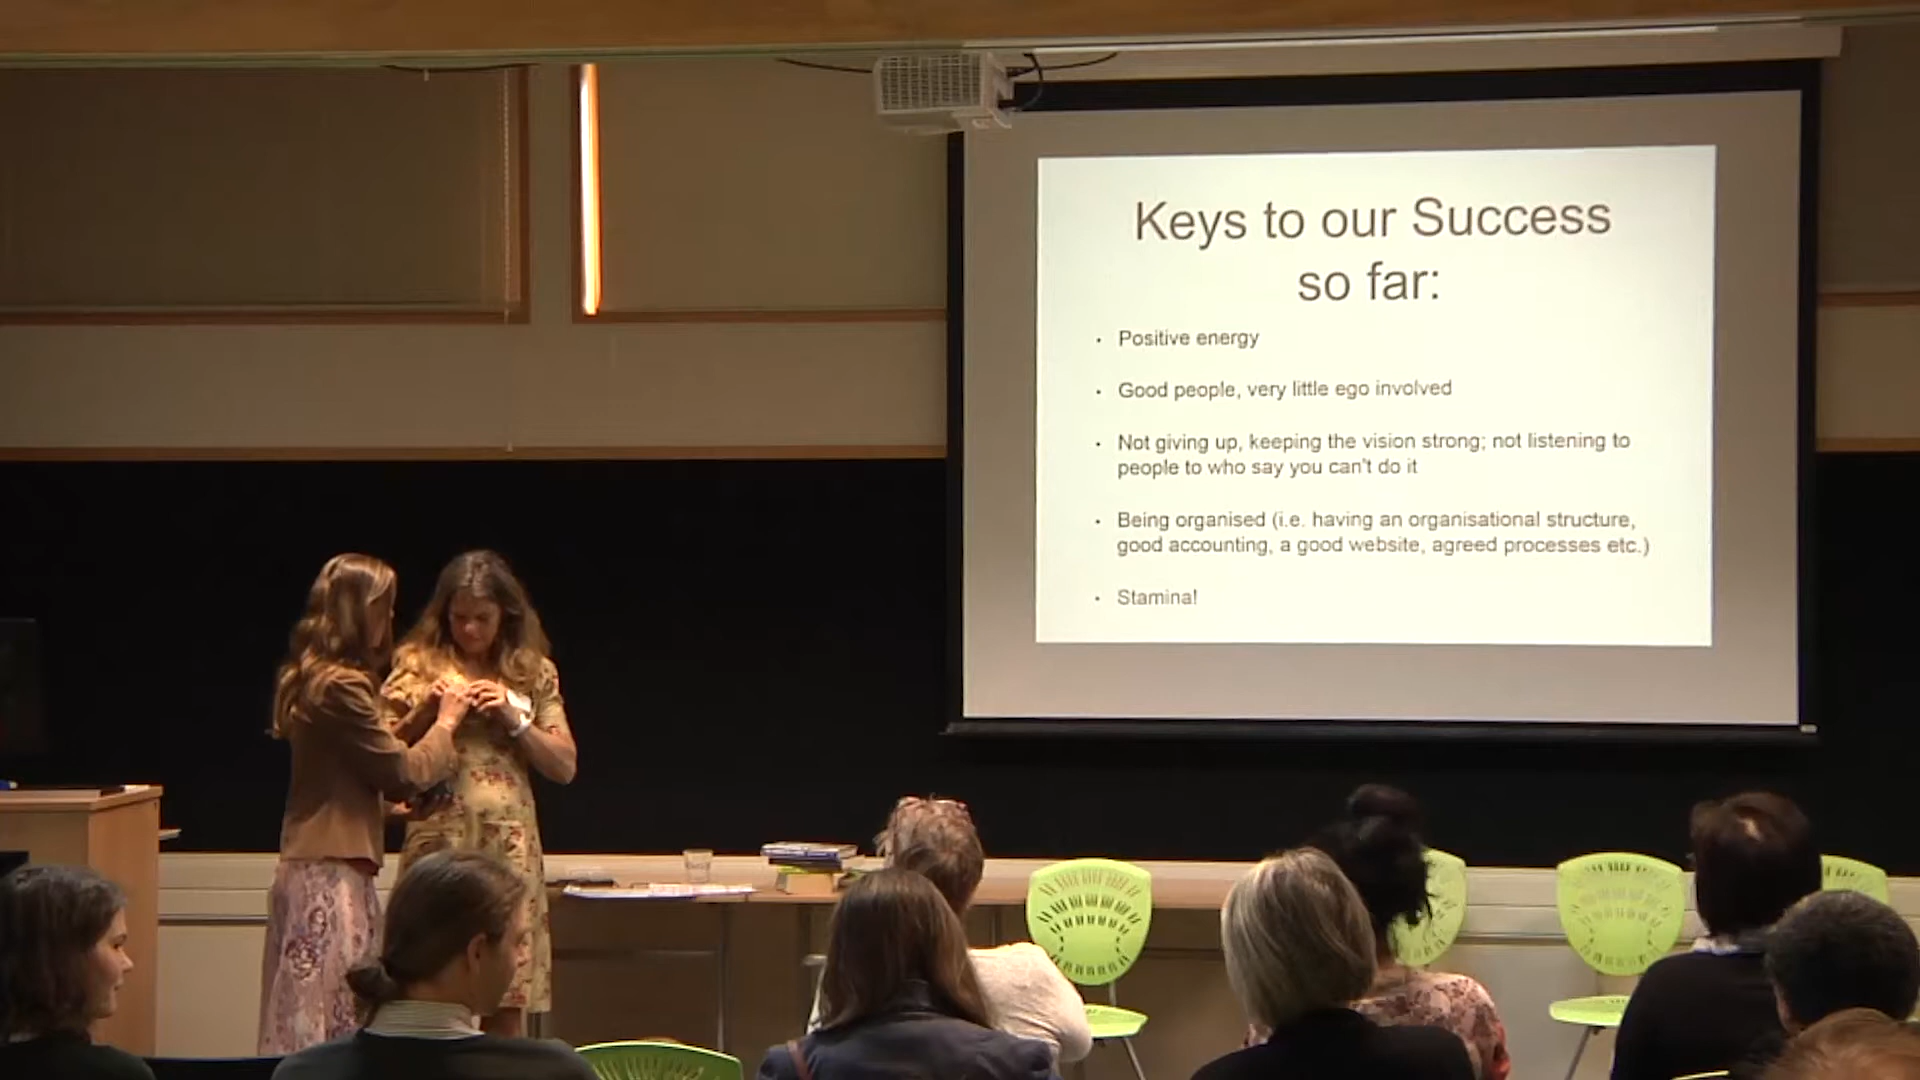 Keys to our Success
so far:
• Positive energy
• Good people, very little ego involved
• Not giving up, keeping the vision strong; not listening to
people to who say you can't do it
• Being organised (i.e. having an organisational structure,
good accounting, a good website, agreed processes etc.)
• Stamina!